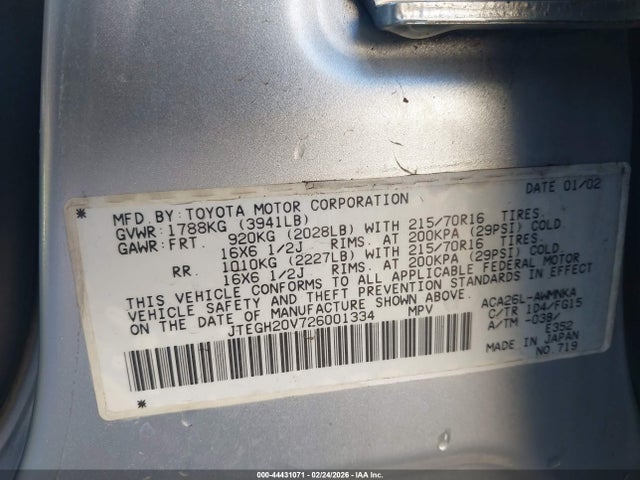 DATE 01/02
MFD.BY:TOYOTA MOTOR CORPORATION
GVWR:1788KG (3941LB)
GAWR:FRT. 920KG (2028LB) WITH 215/70R16 TIRES.
16X6 1/2J RIMS. AT 200KPA (29PSI) COLD
RR. 1010KG (2227LB) WITH 215/70R16 TIRES.
16X6 1/2J RIMS. AT 200KPA (29PSI) COLD
THIS VEHICLE CONFORMS TO ALL APPLICABLE FEDERAL MOTOR
VEHICLE SAFETY AND THEFT PREVENTION STANDARDS IN EFFECT
ON THE DATE OF MANUFACTURE SHOWN ABOVE.
JTEGH20V726001334 MPV
ACA26L-AWMNKA
C/TR 1D4/FG15
A/TM -03B/
E352
MADE IN JAPAN
NO.719
000-44431071 - 02/24/2026 - IAA Inc.